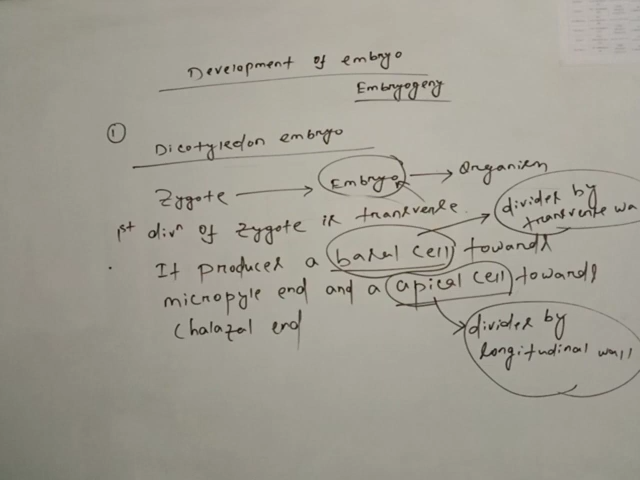 Development of embryo
Embryogeny
①
Dicotyledon embryo
Zygote → Embryo → Organism
1st divn of zygote is transverse.
divides by
transverse wa
It produces a basal cell towards
micropyle end and a apical cell towards
Chalazal end
divides by
longitudinal wall